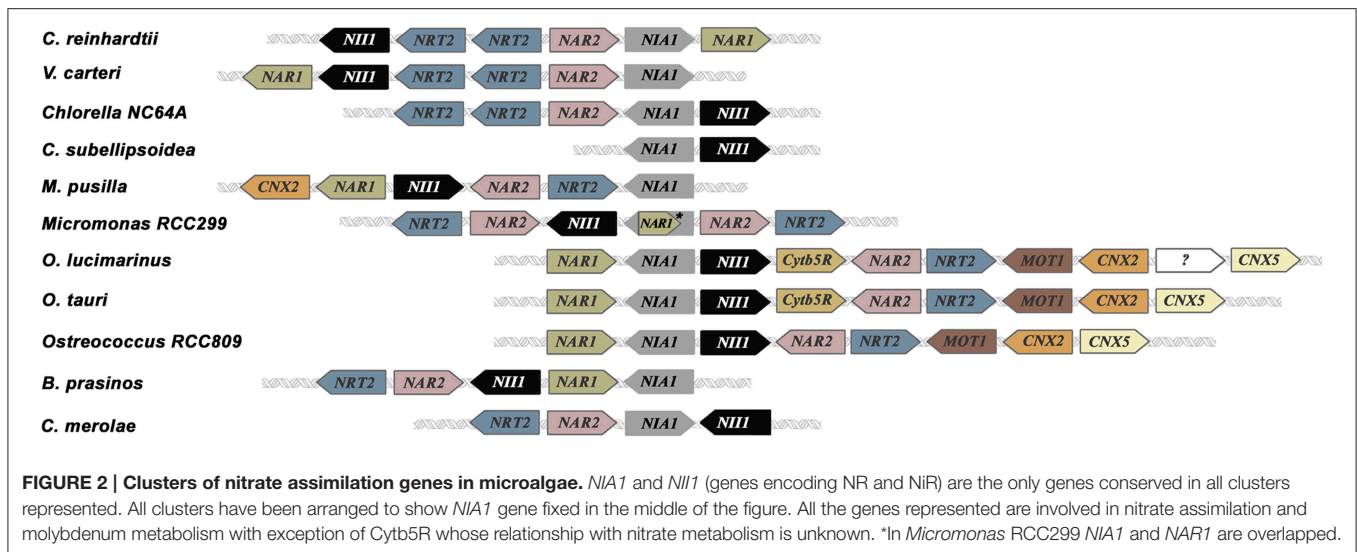 C. reinhardtii NII1 NRT2 NRT2 NAR2 NIA1 NAR1
V. carteri NAR1 NII1 NRT2 NRT2 NAR2 NIA1
Chlorella NC64A NRT2 NRT2 NAR2 NIA1 NII1
C. subellipsoidea NIA1 NII1
M. pusilla CNX2 NAR1 NII1 NAR2 NRT2 NIA1
Micromonas RCC299 NRT2 NAR2 NII1 NAR1* NAR2 NRT2
O. lucimarinus NAR1 NIA1 NII1 Cytb5R NAR2 NRT2 MOT1 CNX2 ? CNX5
O. tauri NAR1 NIA1 NII1 Cytb5R NAR2 NRT2 MOT1 CNX2 CNX5
Ostreococcus RCC809 NAR1 NIA1 NII1 NAR2 NRT2 MOT1 CNX2 CNX5
B. prasinos NRT2 NAR2 NII1 NAR1 NIA1
C. merolae NRT2 NAR2 NIA1 NII1
FIGURE 2 | Clusters of nitrate assimilation genes in microalgae. NIA1 and NII1 (genes encoding NR and NiR) are the only genes conserved in all clusters
represented. All clusters have been arranged to show NIA1 gene fixed in the middle of the figure. All the genes represented are involved in nitrate assimilation and
molybdenum metabolism with exception of Cytb5R whose relationship with nitrate metabolism is unknown. *In Micromonas RCC299 NIA1 and NAR1 are overlapped.